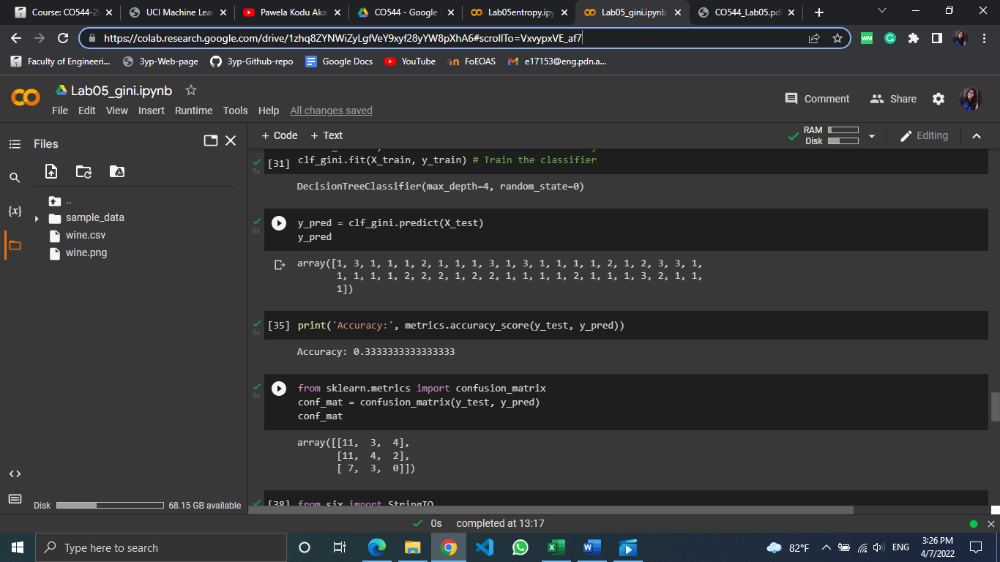 Course: CO544-20
UCI Machine Lear
Pawela Kodu Aka
CO544 - Google
Lab05entropy.ipy
Lab05_gini.ipynb
CO544_Lab05.pdf
https://colab.research.google.com/drive/1zhq8ZYNWiZyLgfVeY9xyf28yYW8pXhA6#scrollTo=VxvypxVE_af7
Faculty of Engineeri...
3yp-Web-page
3yp-Github-repo
Google Docs
YouTube
FoEOAS
e17153@eng.pdn.a...
Lab05_gini.ipynb
Comment
Share
File Edit View Insert Runtime Tools Help All changes saved
Files
+ Code + Text
RAM
Disk
Editing
..
sample_data
wine.csv
wine.png
{x}
<>
Disk 68.15 GB available
[31] clf_gini.fit(X_train, y_train) # Train the classifier
0s
DecisionTreeClassifier(max_depth=4, random_state=0)
y_pred = clf_gini.predict(X_test)
0s
y_pred
array([1, 3, 1, 1, 1, 2, 1, 1, 1, 3, 1, 3, 1, 1, 1, 1, 2, 1, 2, 3, 3, 1,
1, 1, 1, 1, 2, 2, 2, 1, 2, 2, 1, 1, 1, 1, 2, 1, 1, 1, 3, 2, 1, 1,
1])
[35] print('Accuracy:', metrics.accuracy_score(y_test, y_pred))
0s
Accuracy: 0.3333333333333333
from sklearn.metrics import confusion_matrix
0s
conf_mat = confusion_matrix(y_test, y_pred)
conf_mat
array([[11, 3, 4],
[11, 4, 2],
[ 7, 3, 0]])
[38] from six import StringIO
0s completed at 13:17
Type here to search
82°F
ENG
3:26 PM
4/7/2022